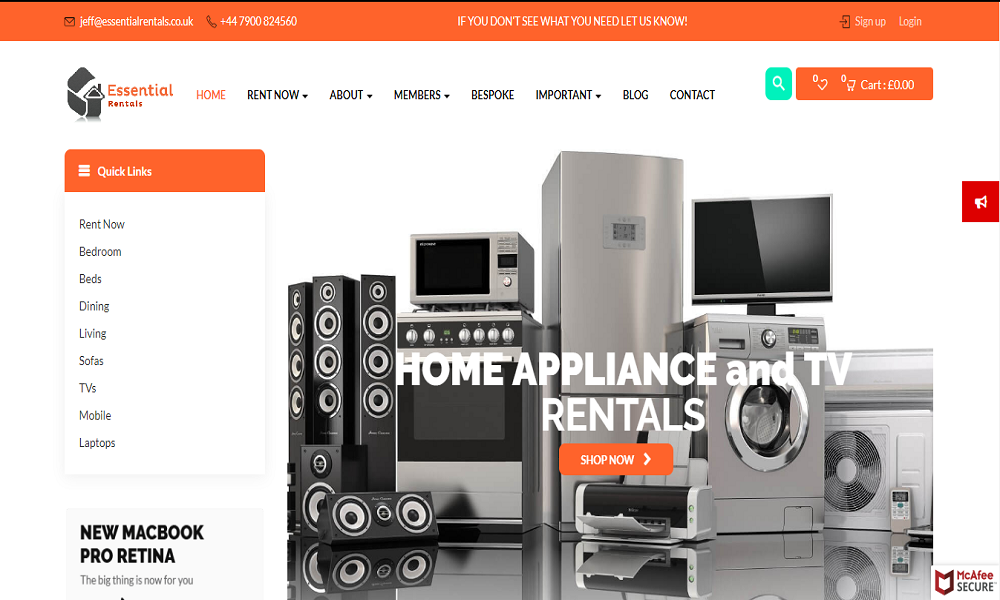 jeff@essentialrentals.co.uk
+44 7900 824560
IF YOU DON'T SEE WHAT YOU NEED LET US KNOW!
Sign up
Login
Essential
Rentals
HOME
RENT NOW
ABOUT
MEMBERS
BESPOKE
IMPORTANT
BLOG
CONTACT
0
0
Cart : £0.00
Quick Links
Rent Now
Bedroom
Beds
Dining
Living
Sofas
TVs
Mobile
Laptops
HOME APPLIANCE and TV
RENTALS
SHOP NOW
NEW MACBOOK
PRO RETINA
The big thing is now for you
McAfee
SECURE